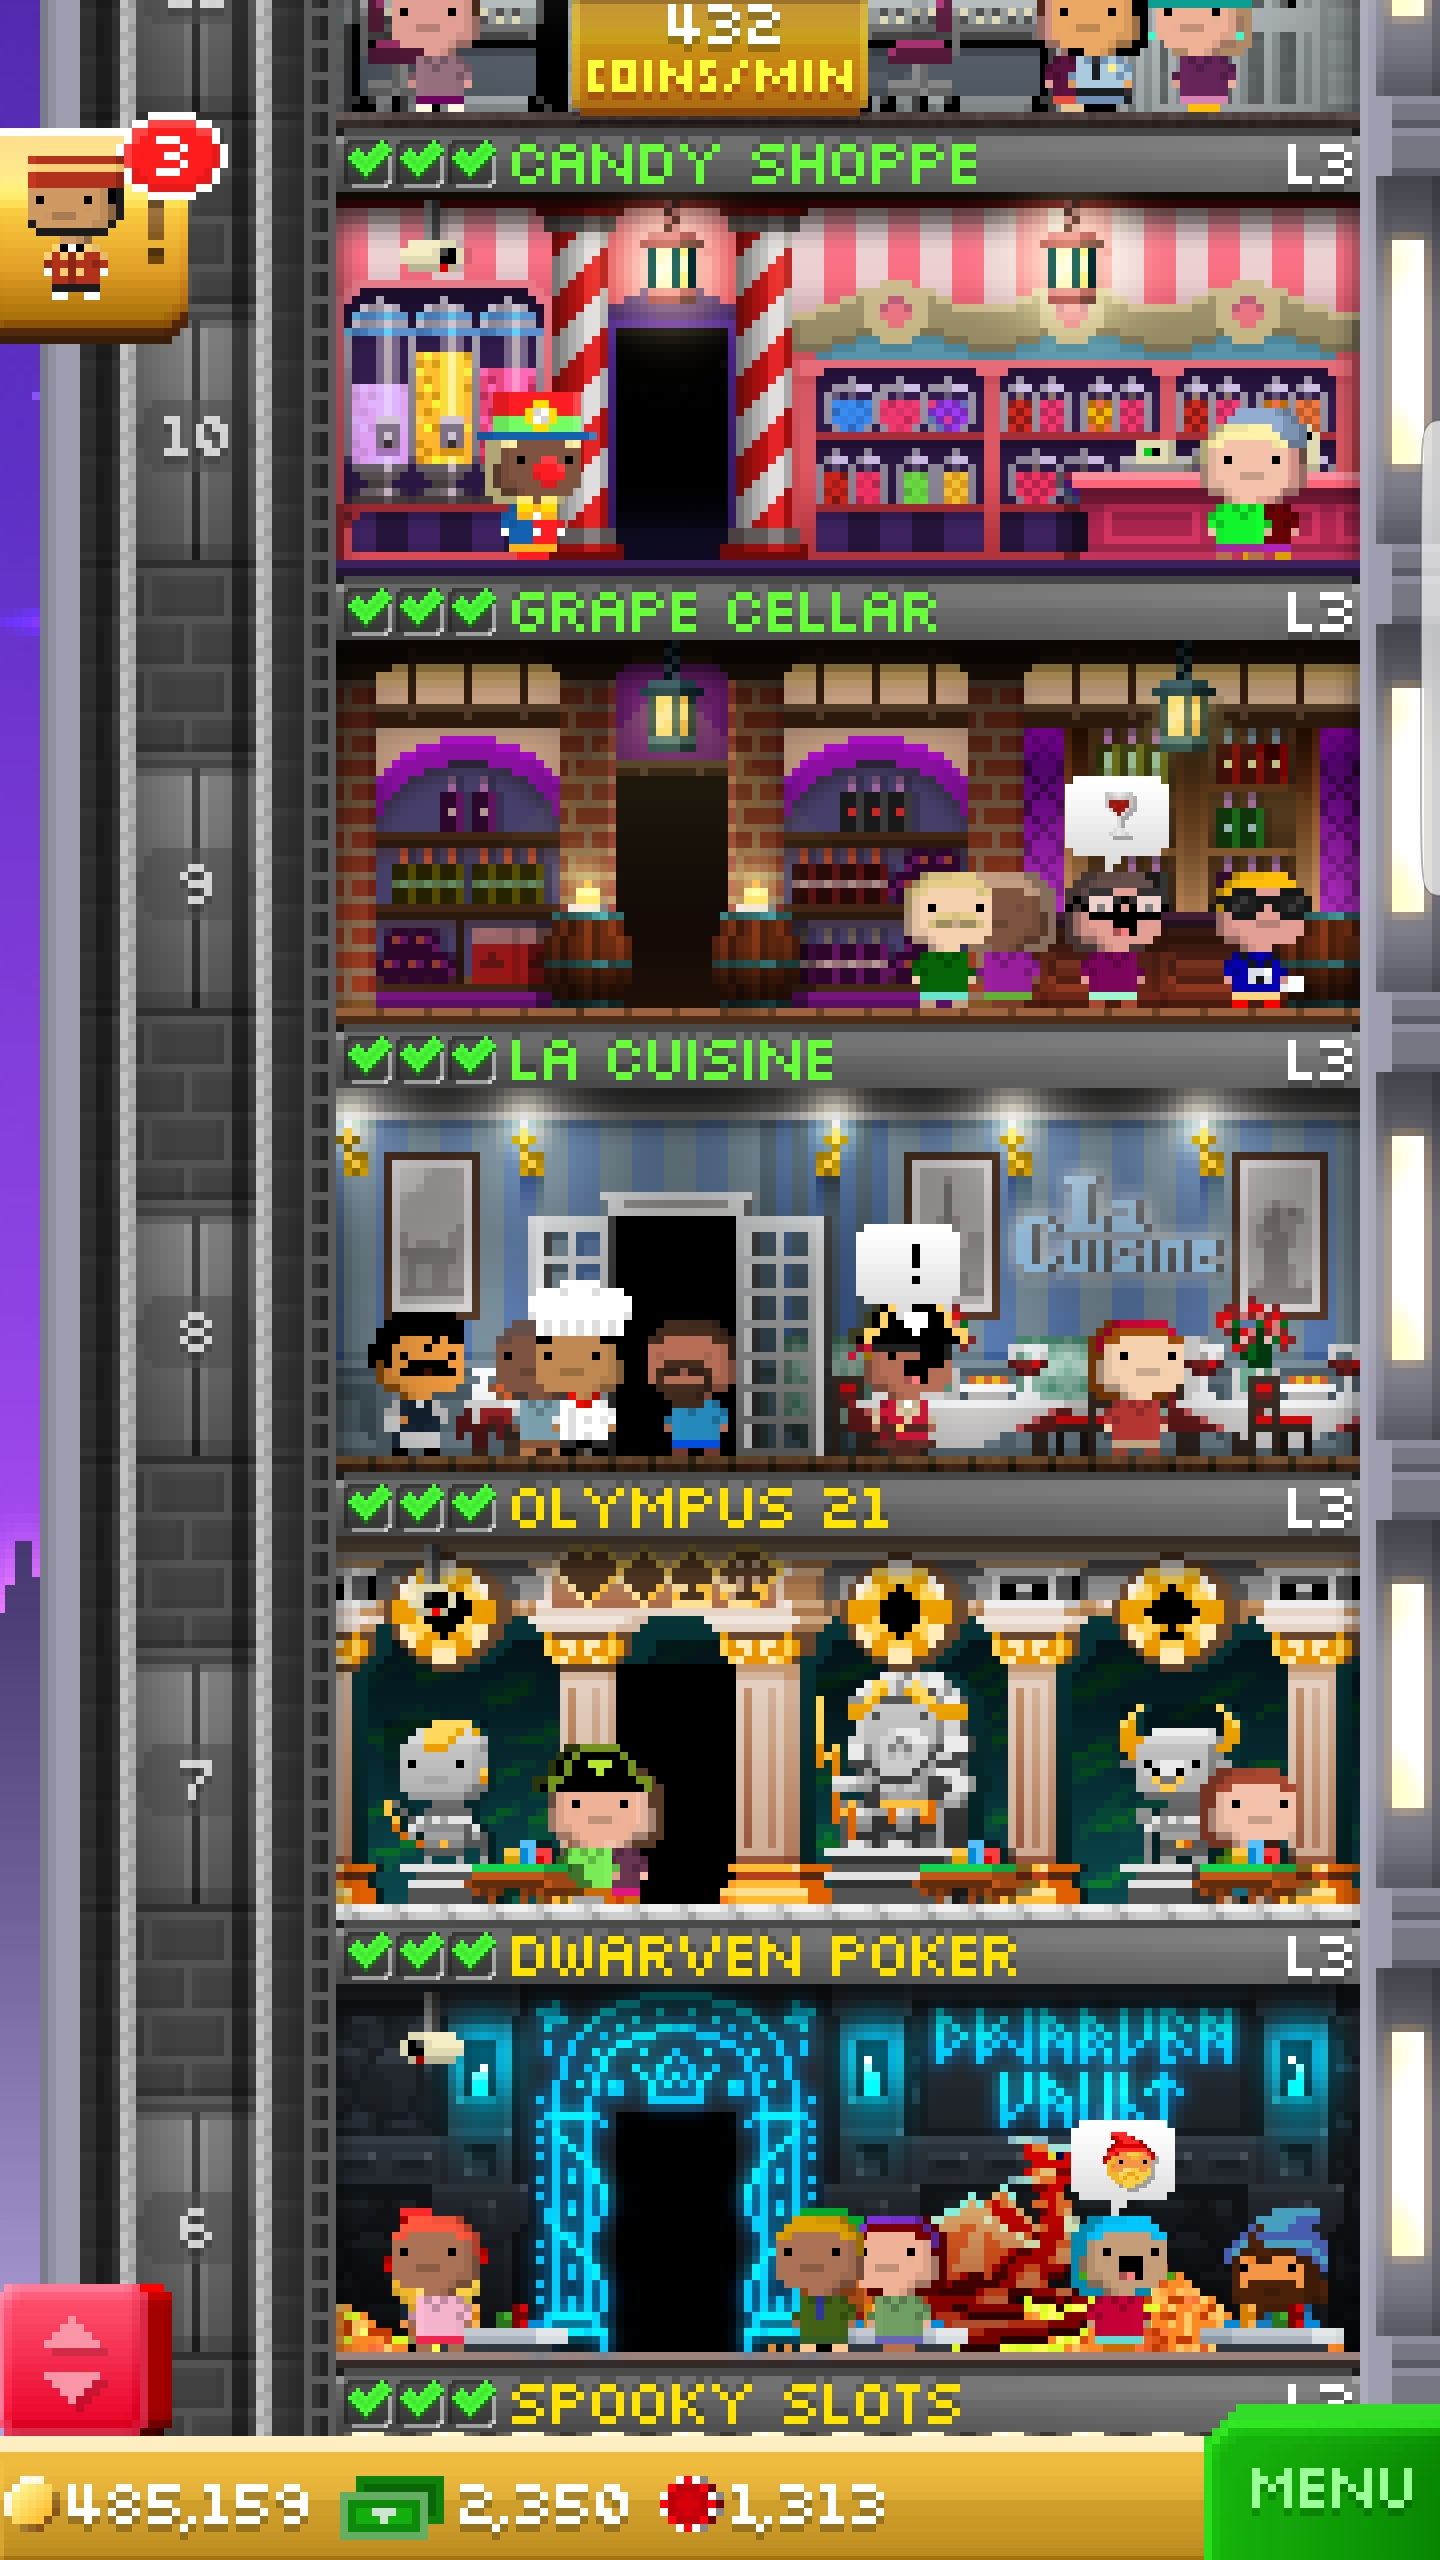 432
COINS/MIN
3
!
CANDY SHOPPE L3
10
GRAPE CELLAR L3
9
LA CUISINE L3
La
Cuisine
!
8
OLYMPUS 21 L3
7
DWARVEN POKER L3
DWARVEN
VAULT
6
SPOOKY SLOTS L3
485,159 2,350 1,313
MENU